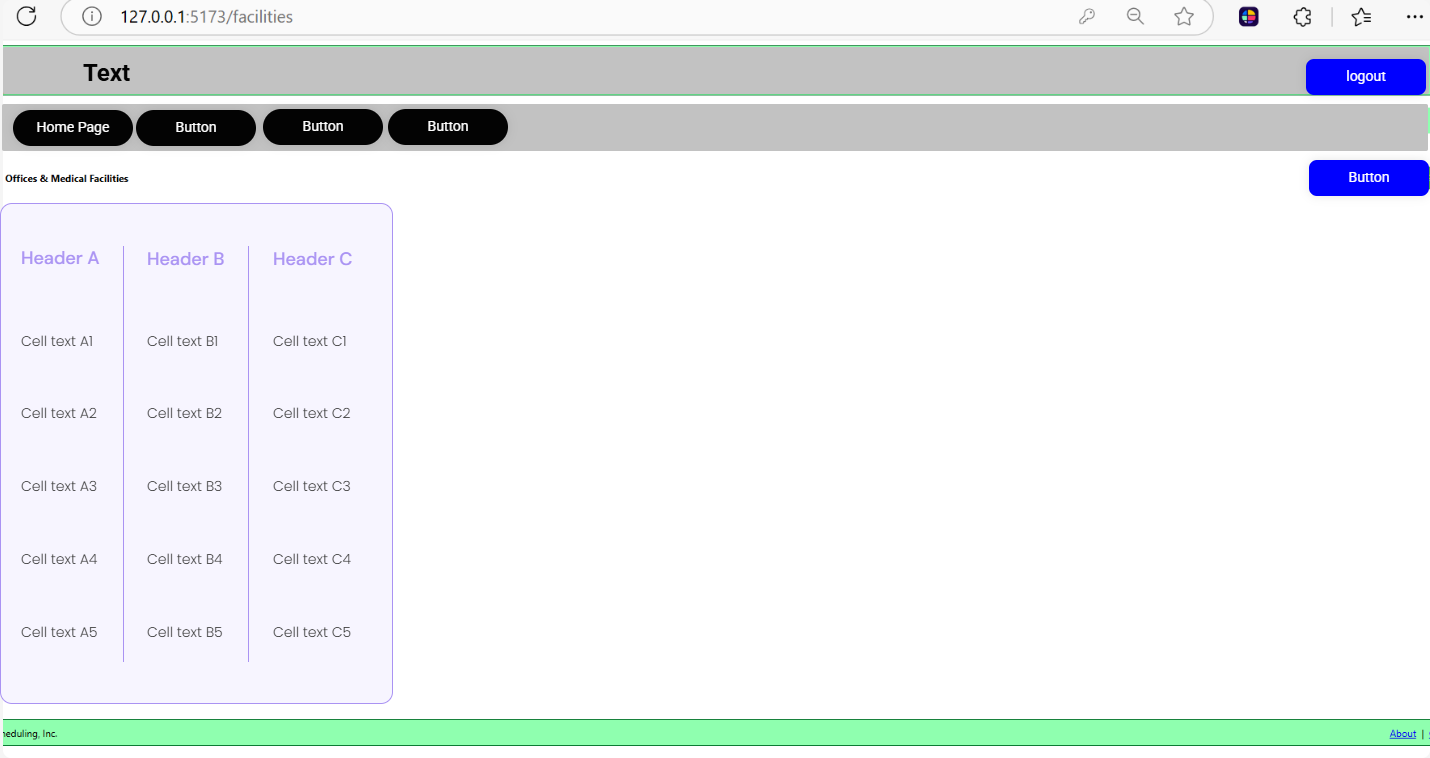 127.0.0.1:5173/facilities
Text
logout
Home Page Button Button Button
Offices & Medical Facilities
Button
Header A Header B Header C
Cell text A1 Cell text B1 Cell text C1
Cell text A2 Cell text B2 Cell text C2
Cell text A3 Cell text B3 Cell text C3
Cell text A4 Cell text B4 Cell text C4
Cell text A5 Cell text B5 Cell text C5
heduling, Inc. About |